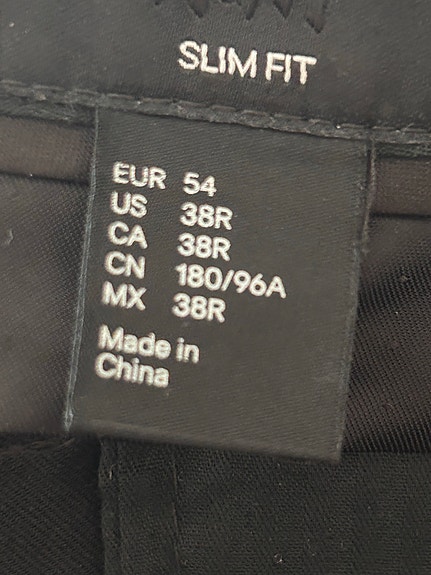 SLIM FIT
EUR 54
US 38R
CA 38R
CN 180/96A
MX 38R
Made in
China